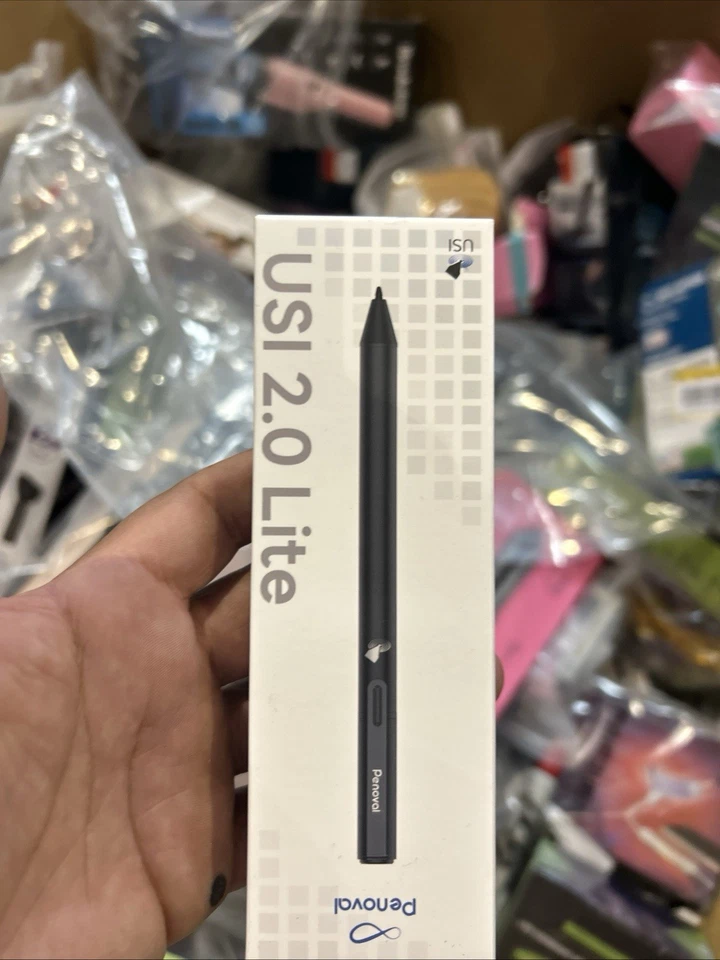 USI
USI 2.0 Lite
Penoval
Penoval